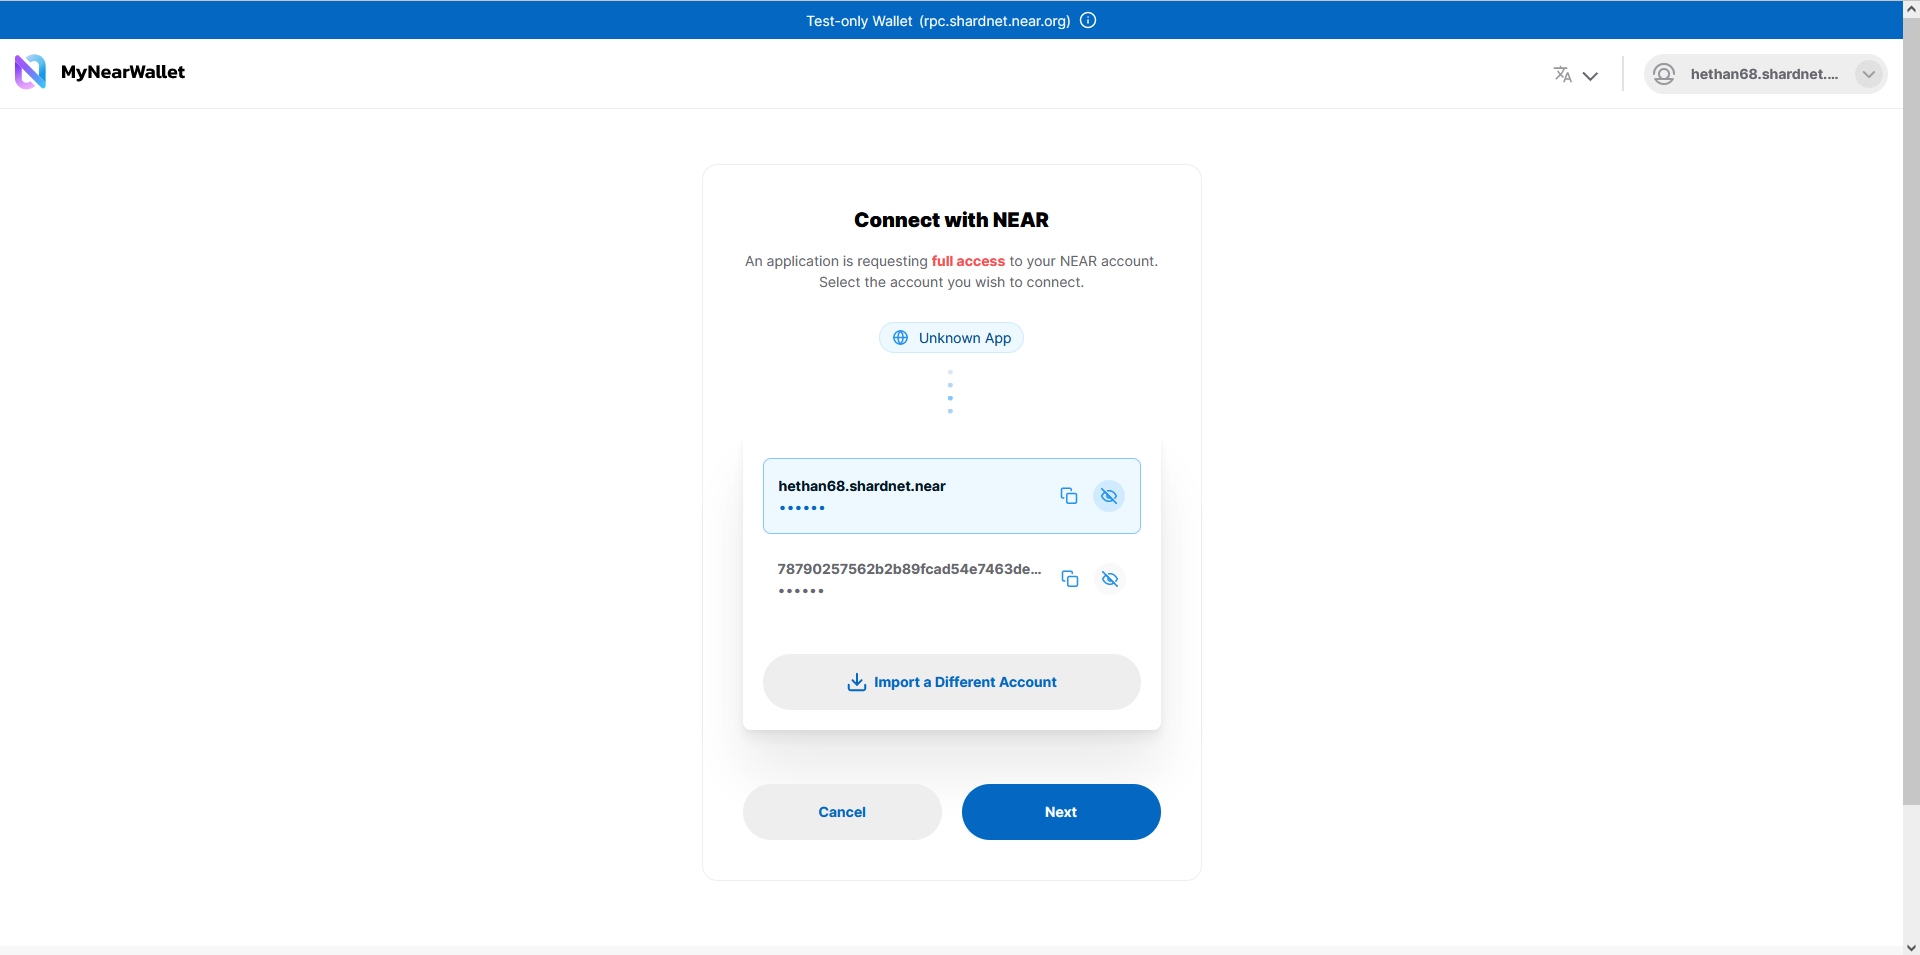 Test-only Wallet (rpc.shardnet.near.org)
MyNearWallet
hethan68.shardnet....
Connect with NEAR
An application is requesting full access to your NEAR account.
Select the account you wish to connect.
Unknown App
hethan68.shardnet.near
••••••
78790257562b2b89fcad54e7463de...
••••••
Import a Different Account
Cancel
Next